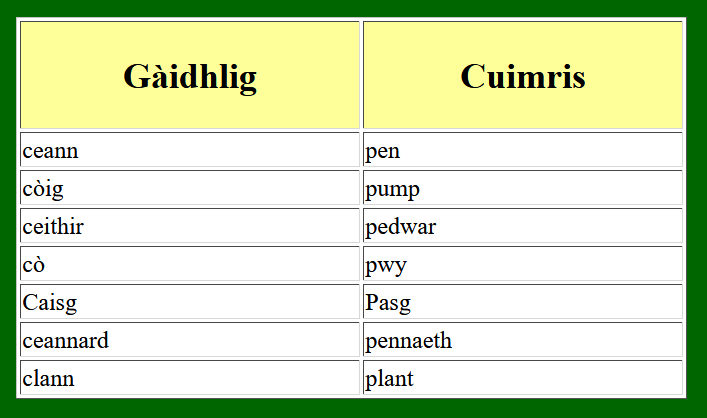 Gàidhlig Cuimris
ceann pen
còig pump
ceithir pedwar
cò pwy
Caisg Pasg
ceannard pennaeth
clann plant